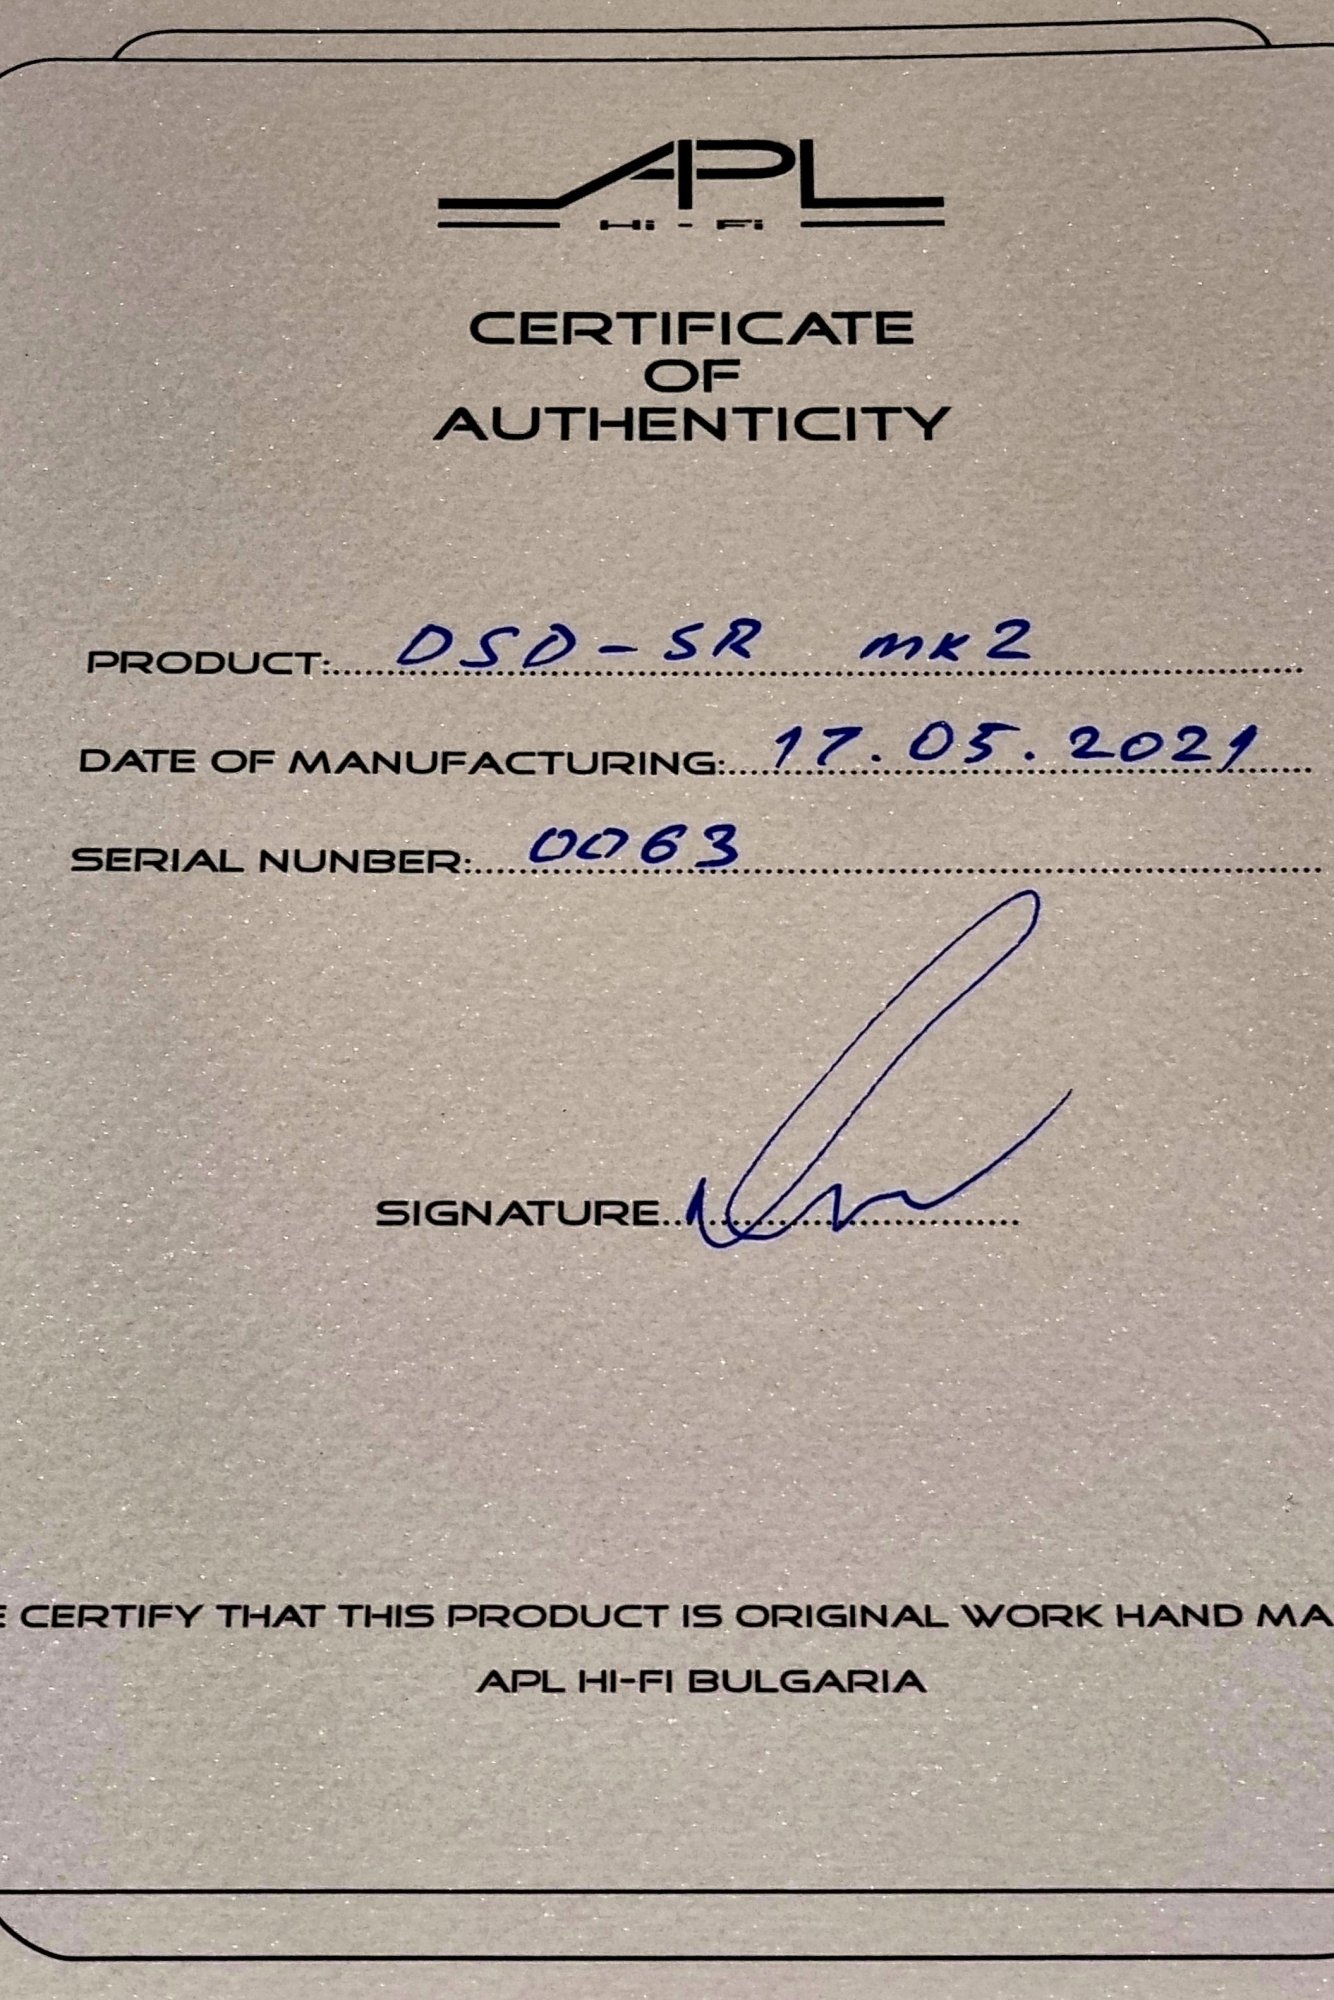 APL
Hi - Fi
CERTIFICATE
OF
AUTHENTICITY
PRODUCT: DSD-SR mk2
DATE OF MANUFACTURING: 17.05.2021
SERIAL NUNBER: 0063
SIGNATURE
CERTIFY THAT THIS PRODUCT IS ORIGINAL WORK HAND MA
APL HI-FI BULGARIA